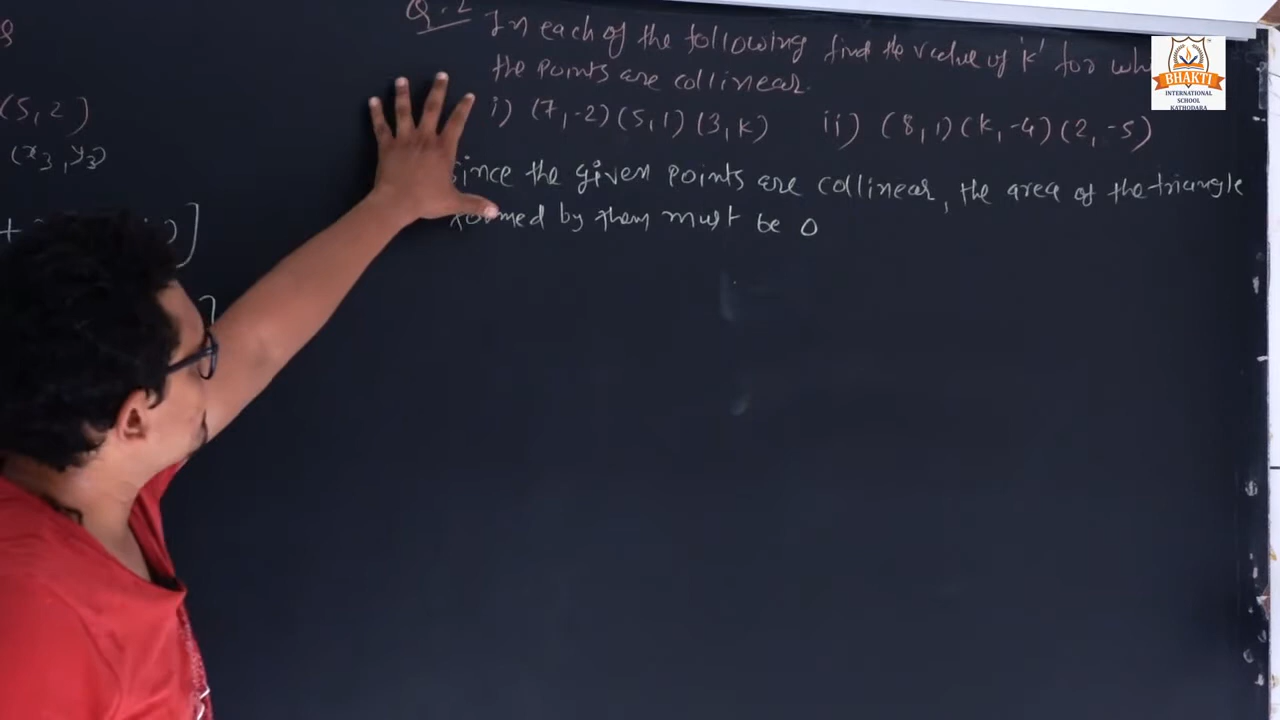 (5,2)
(x3,y3)
Q.2 In each of the following find the value of 'k' for
the points are collinear.
i) (7,-2) (5,1) (3,k) ii) (8,1) (k,-4) (2,-5)
Since the given points are collinear, the area of the triangle
formed by them must be 0
BHAKTI
INTERNATIONAL
SCHOOL
KATHODARA